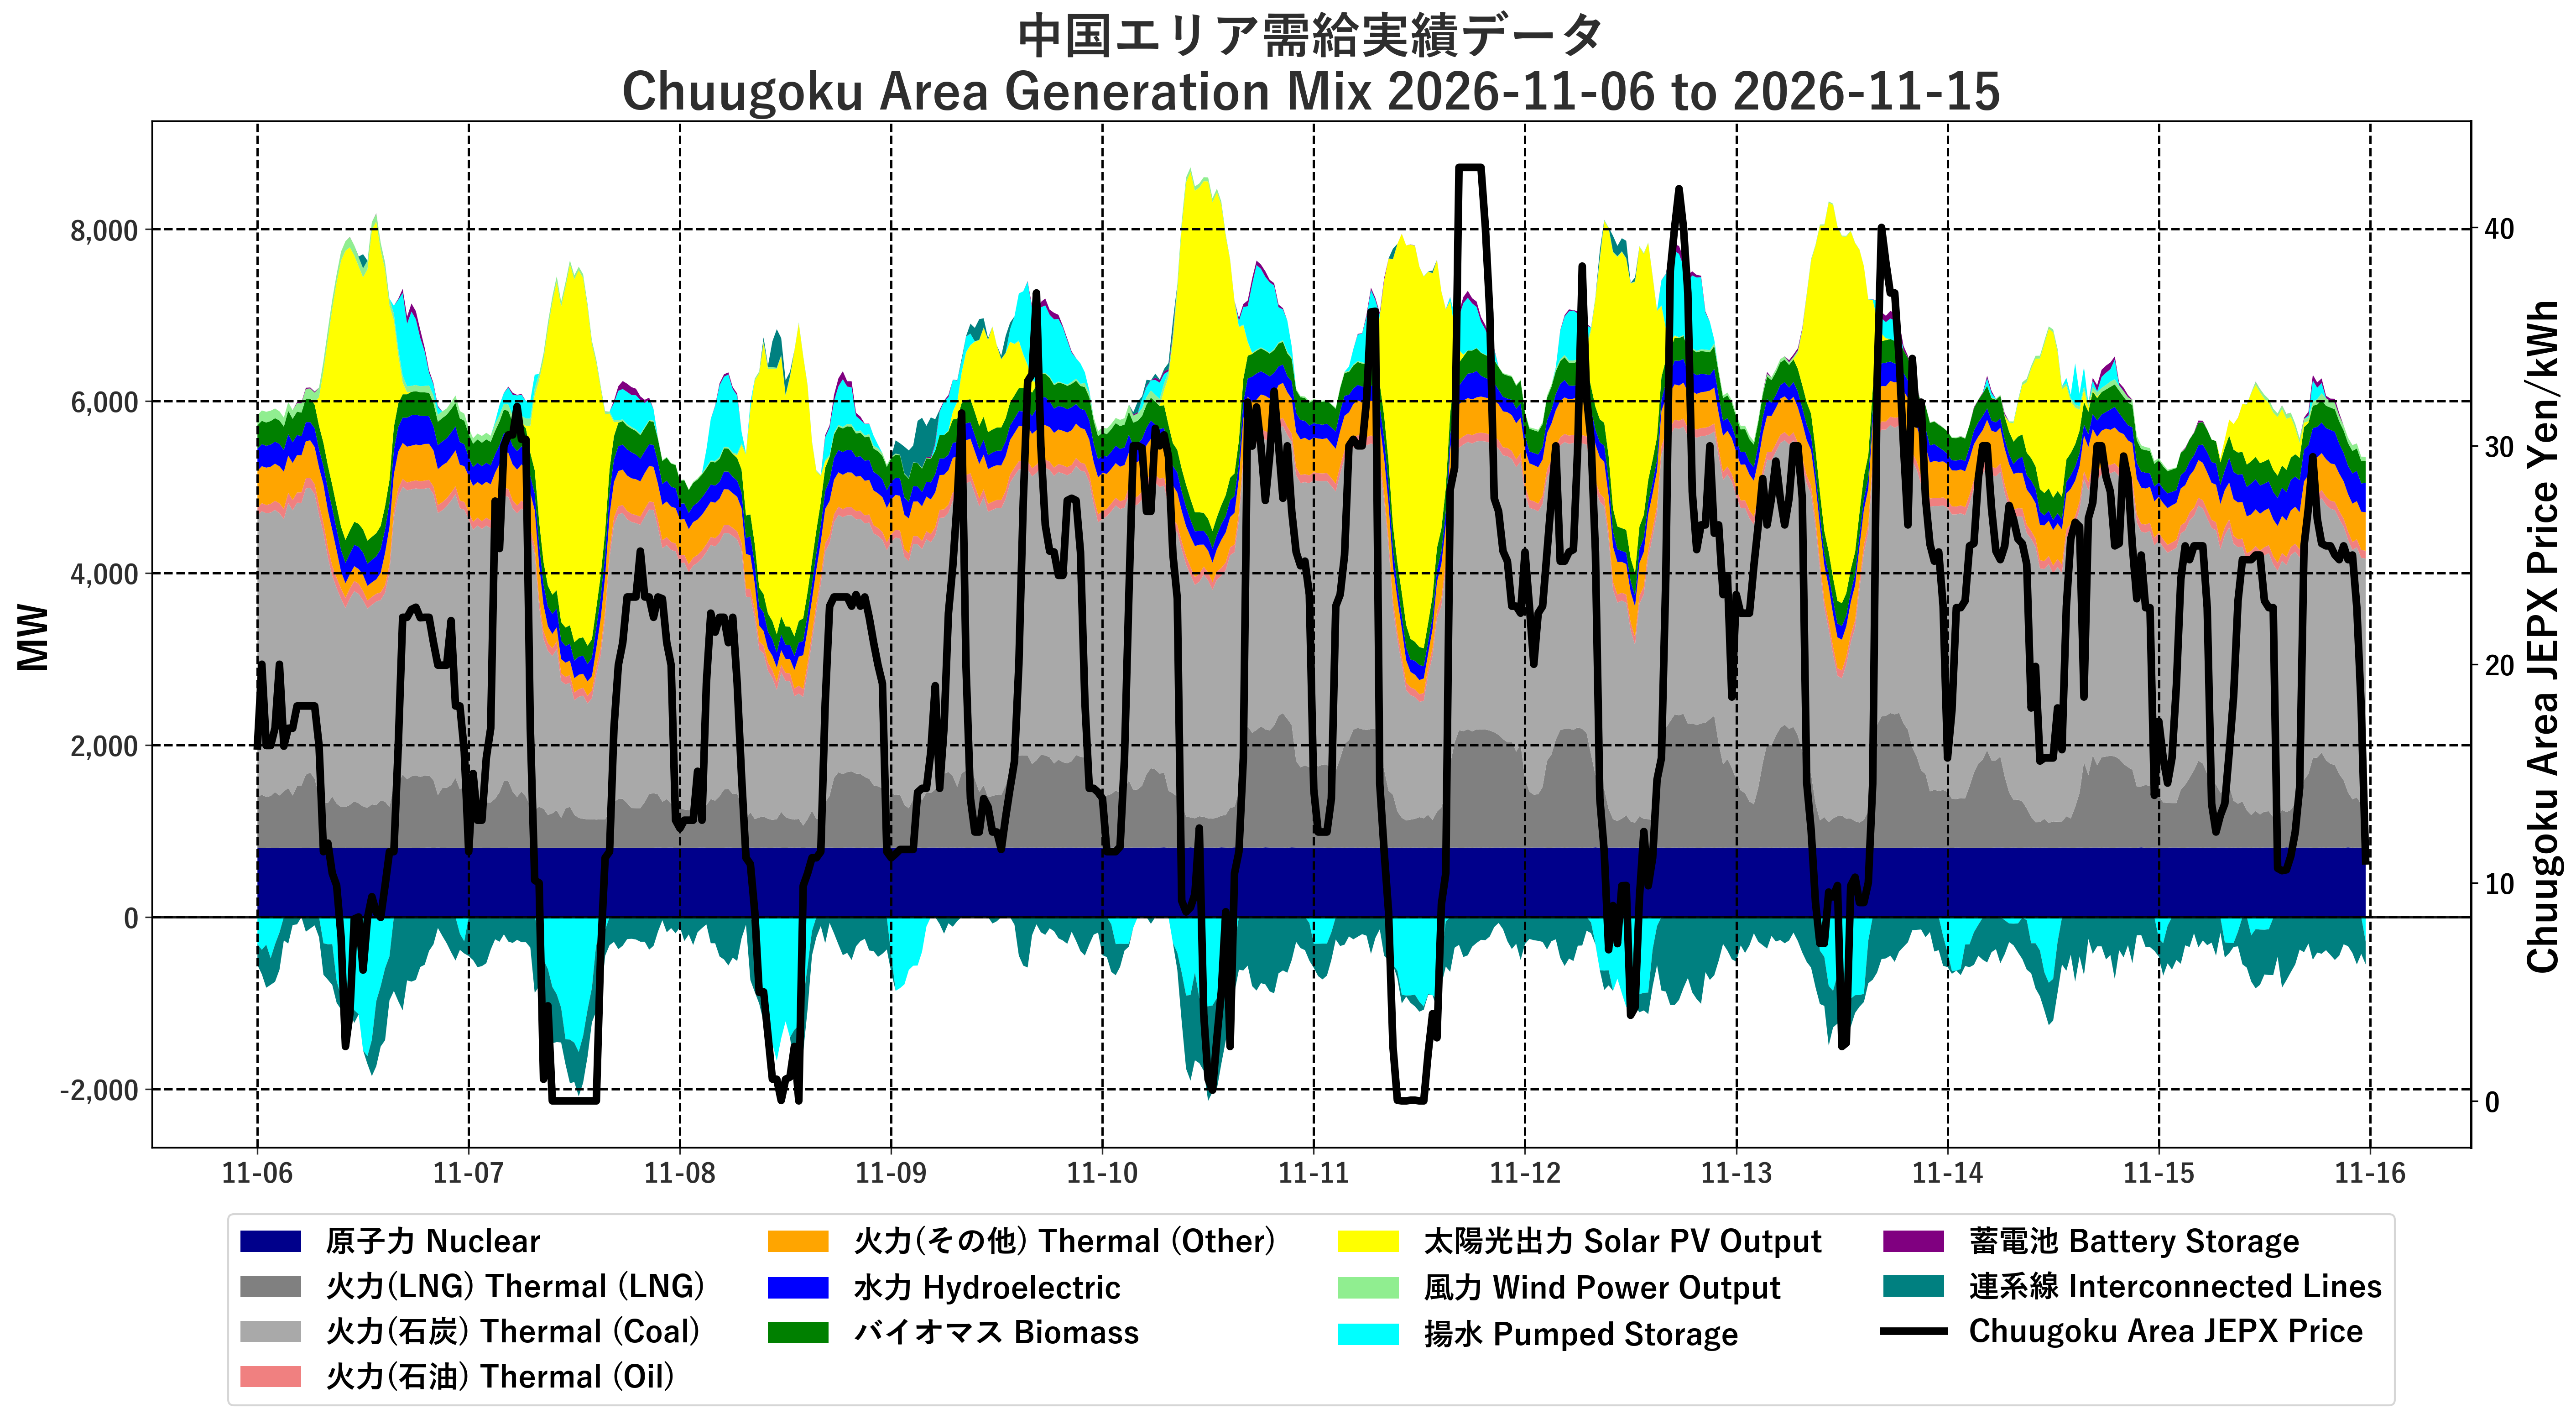 中国エリア需給実績データ
Chuugoku Area Generation Mix 2026-11-06 to 2026-11-15
MW
8,000
6,000
4,000
2,000
0
-2,000
40
30
20
10
0
Chuugoku Area JEPX Price Yen/kWh
11-06 11-07 11-08 11-09 11-10 11-11 11-12 11-13 11-14 11-15 11-16
原子力 Nuclear
火力(LNG) Thermal (LNG)
火力(石炭) Thermal (Coal)
火力(石油) Thermal (Oil)
火力(その他) Thermal (Other)
水力 Hydroelectric
バイオマス Biomass
太陽光出力 Solar PV Output
風力 Wind Power Output
揚水 Pumped Storage
蓄電池 Battery Storage
連系線 Interconnected Lines
Chuugoku Area JEPX Price